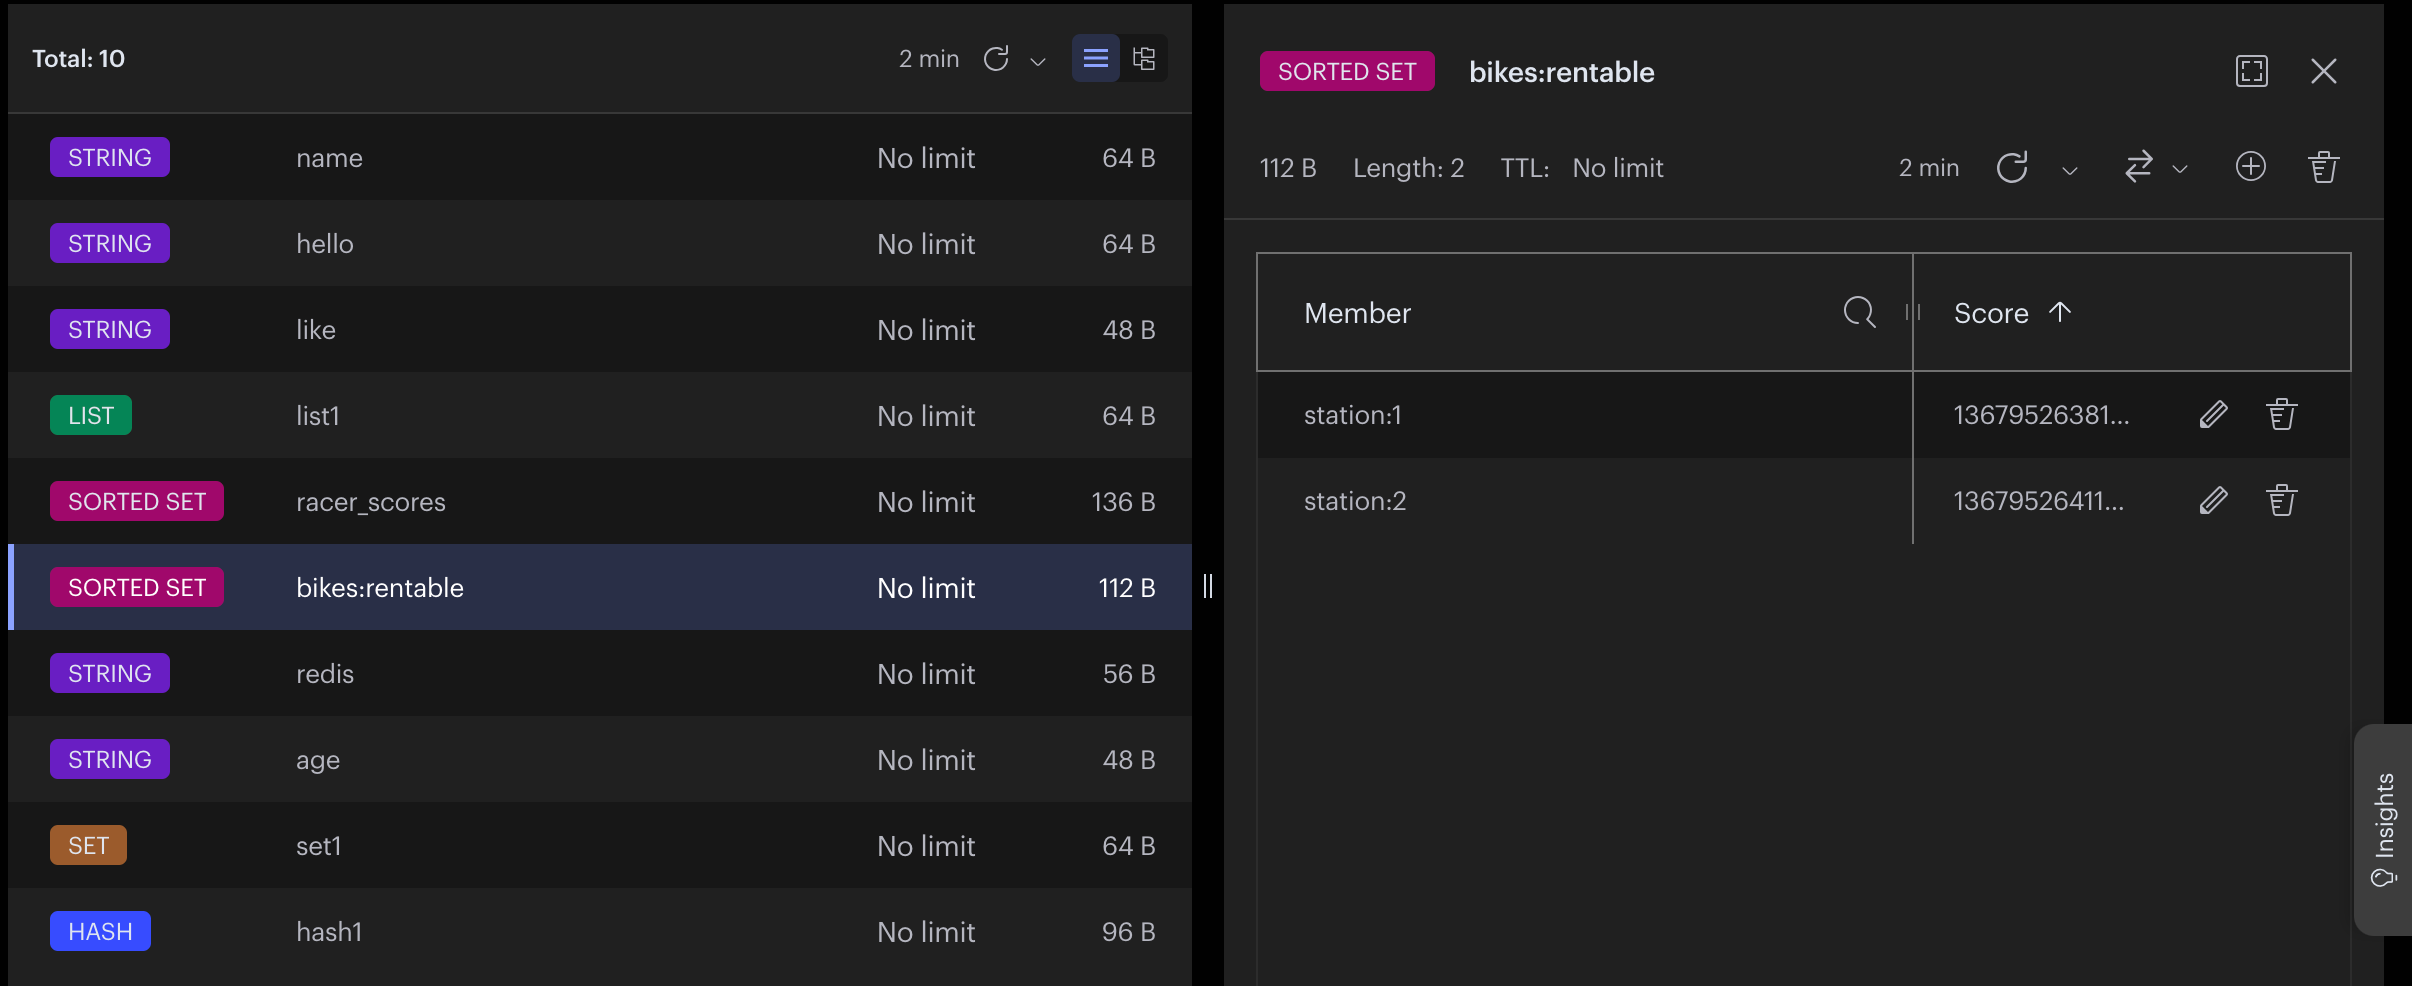 Total: 10
2 min
STRING name No limit 64 B
STRING hello No limit 64 B
STRING like No limit 48 B
LIST list1 No limit 64 B
SORTED SET racer_scores No limit 136 B
SORTED SET bikes:rentable No limit 112 B
STRING redis No limit 56 B
STRING age No limit 48 B
SET set1 No limit 64 B
HASH hash1 No limit 96 B
SORTED SET bikes:rentable
112 B Length: 2 TTL: No limit 2 min
Member Score
station:1 13679526381...
station:2 13679526411...
Insights